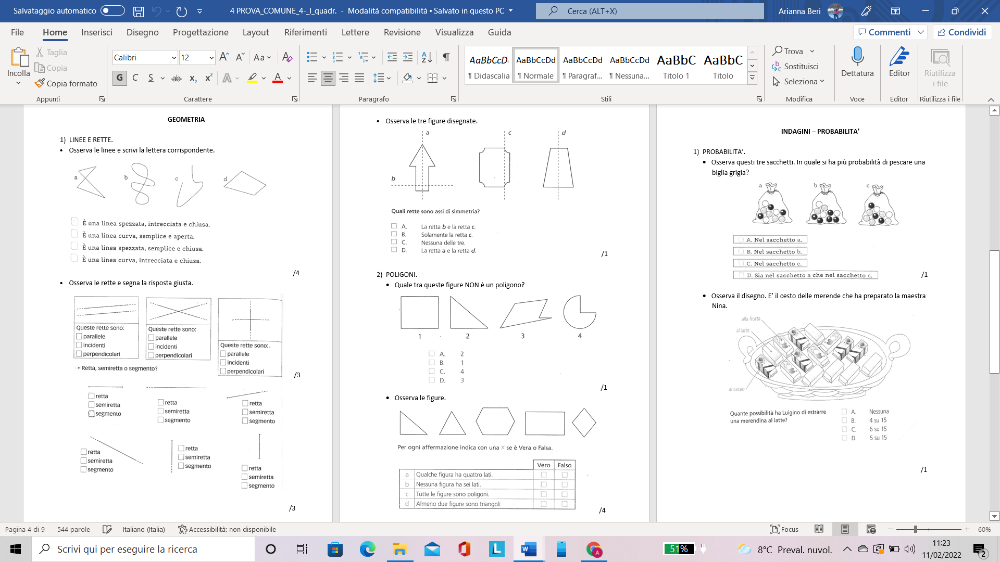 Salvataggio automatico
4 PROVA_COMUNE_4-_I_quadr. - Modalità compatibilità • Salvato in questo PC
Cerca (ALT+X)
Arianna Beri
File Home Inserisci Disegno Progettazione Layout Riferimenti Lettere Revisione Visualizza Guida
Commenti
Condividi
Incolla
Taglia
Copia
Copia formato
Appunti
Calibri 12
Carattere
Paragrafo
AaBbCcDc AaBbCcDd AaBbCcDd AaBbCcDd AaBbC AaBbC
¶ Didascalia ¶ Normale ¶ Paragraf... ¶ Nessuna... Titolo 1 Titolo
Stili
Trova
Sostituisci
Seleziona
Modifica
Dettatura
Voce
Editor
Editor
Riutilizza i file
Riutilizza i file
GEOMETRIA
1) LINEE E RETTE.
• Osserva le linee e scrivi la lettera corrispondente.
a b c d
È una linea spezzata, intrecciata e chiusa.
È una linea curva, semplice e aperta.
È una linea spezzata, semplice e chiusa.
È una linea curva, intrecciata e chiusa.
/4
• Osserva le rette e segna la risposta giusta.
Queste rette sono:
parallele
incidenti
perpendicolari
Queste rette sono:
parallele
incidenti
perpendicolari
Queste rette sono:
parallele
incidenti
perpendicolari
/3
- Retta, semiretta o segmento?
retta
semiretta
segmento
retta
semiretta
segmento
retta
semiretta
segmento
retta
semiretta
segmento
retta
semiretta
segmento
retta
semiretta
segmento
/3
• Osserva le tre figure disegnate.
a c d
b
Quali rette sono assi di simmetria?
A. La retta b e la retta c.
B. Solamente la retta c.
C. Nessuna delle tre.
D. La retta a e la retta d.
/1
2) POLIGONI.
• Quale tra queste figure NON è un poligono?
1 2 3 4
A. 2
B. 1
C. 4
D. 3
/1
• Osserva le figure.
Per ogni affermazione indica con una X se è Vera o Falsa.
Vero Falso
a Qualche figura ha quattro lati.
b Nessuna figura ha sei lati.
c Tutte le figure sono poligoni.
d Almeno due figure sono triangoli
/4
INDAGINI – PROBABILITA’
1) PROBABILITA’.
• Osserva questi tre sacchetti. In quale si ha più probabilità di pescare una
biglia grigia?
a b c
A. Nel sacchetto a.
B. Nel sacchetto b.
C. Nel sacchetto c.
D. Sia nel sacchetto a che nel sacchetto c.
/1
• Osserva il disegno. E’ il cesto delle merende che ha preparato la maestra
Nina.
alla frutta
al latte
al cacao
Quante possibilità ha Luigino di estrarre
una merendina al latte?
A. Nessuna
B. 4 su 15
C. 6 su 15
D. 5 su 15
/1
Pagina 4 di 9 544 parole Italiano (Italia) Accessibilità: non disponibile
Focus
60%
Scrivi qui per eseguire la ricerca
51%
8°C Preval. nuvol.
11:23
11/02/2022
2